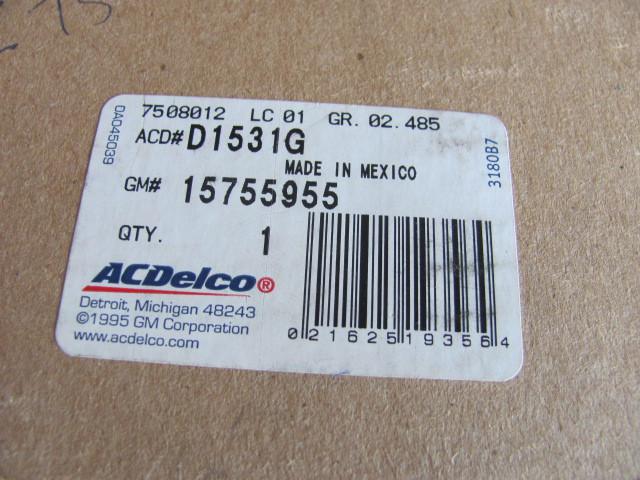 7508012 LC 01 GR. 02.485
ACD# D1531G
MADE IN MEXICO
GM# 15755955
QTY. 1
ACDelco®
Detroit, Michigan 48243
©1995 GM Corporation
www.acdelco.com
0 21625 19356 4
DAD45039
3180B7